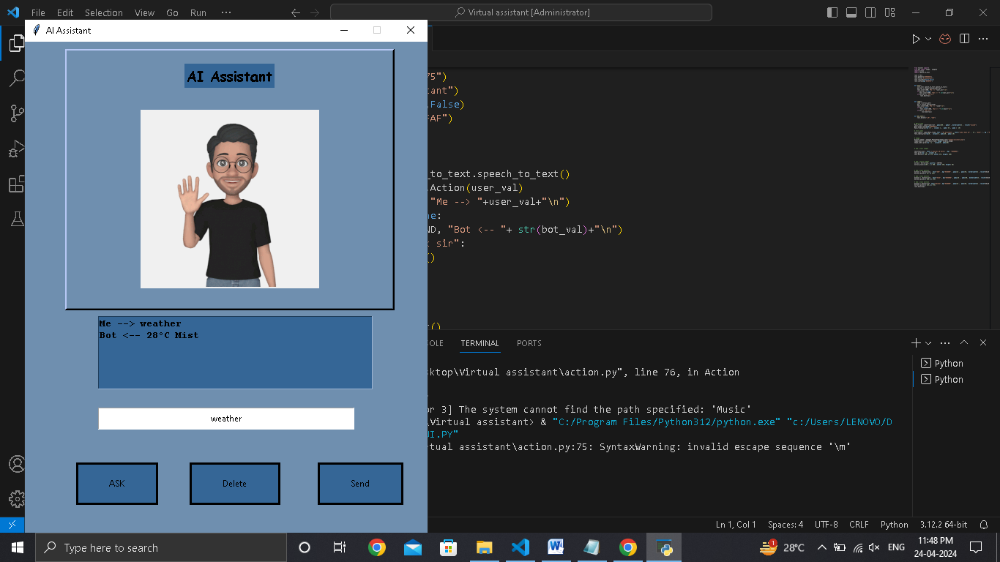 File Edit Selection View Go Run ··· Virtual assistant [Administrator]
AI Assistant
AI Assistant
Me --> weather
Bot <-- 28°C Mist
weather
ASK Delete Send
75")
tant")
False)
FAF")
_to_text.speech_to_text()
.Action(user_val)
"Me --> "+user_val+"\n")
ne:
ND, "Bot <-- "+ str(bot_val)+"\n")
sir":
()
()
OLE TERMINAL PORTS
Python
Python
ktop\Virtual assistant\action.py", line 76, in Action
or 3] The system cannot find the path specified: 'Music'
\Virtual assistant> & "C:/Program Files/Python312/python.exe" "c:/Users/LENOVO/D
UI.PY"
rtual assistant\action.py:75: SyntaxWarning: invalid escape sequence '\m'
Ln 1, Col 1 Spaces: 4 UTF-8 CRLF Python 3.12.2 64-bit
Type here to search
1
28°C
ENG
11:48 PM
24-04-2024